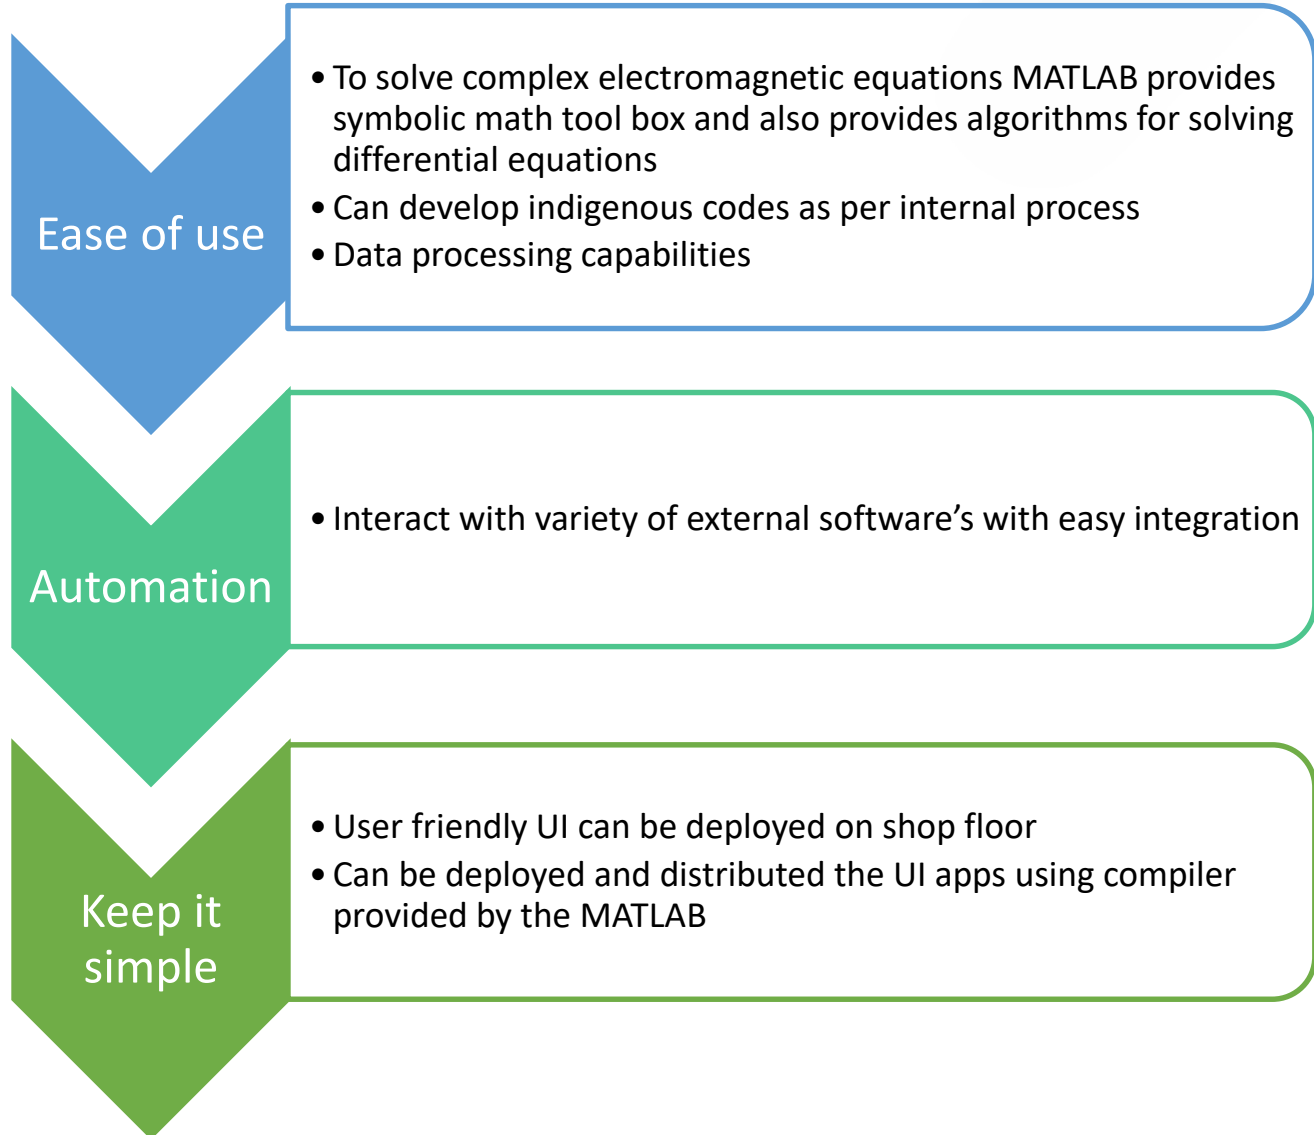 Ease of use
• To solve complex electromagnetic equations MATLAB provides
symbolic math tool box and also provides algorithms for solving
differential equations
• Can develop indigenous codes as per internal process
• Data processing capabilities
Automation
• Interact with variety of external software’s with easy integration
Keep it
simple
• User friendly UI can be deployed on shop floor
• Can be deployed and distributed the UI apps using compiler
provided by the MATLAB